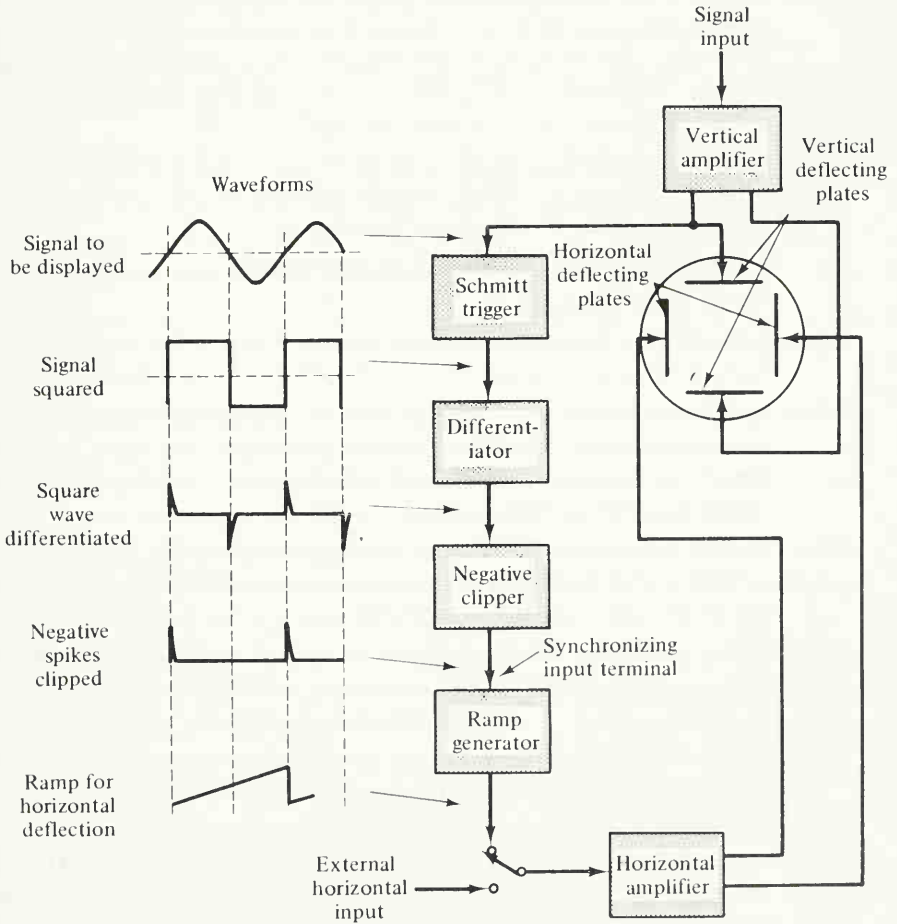 Signal
input
Vertical
amplifier
Vertical
deflecting
plates
Waveforms
Signal to
be displayed
Schmitt
trigger
Horizontal
deflecting
plates
Signal
squared
Different-
iator
Square
wave
differentiated
Negative
clipper
Negative
spikes
clipped
Synchronizing
input terminal
Ramp
generator
Ramp for
horizontal
deflection
External
horizontal
input
Horizontal
amplifier